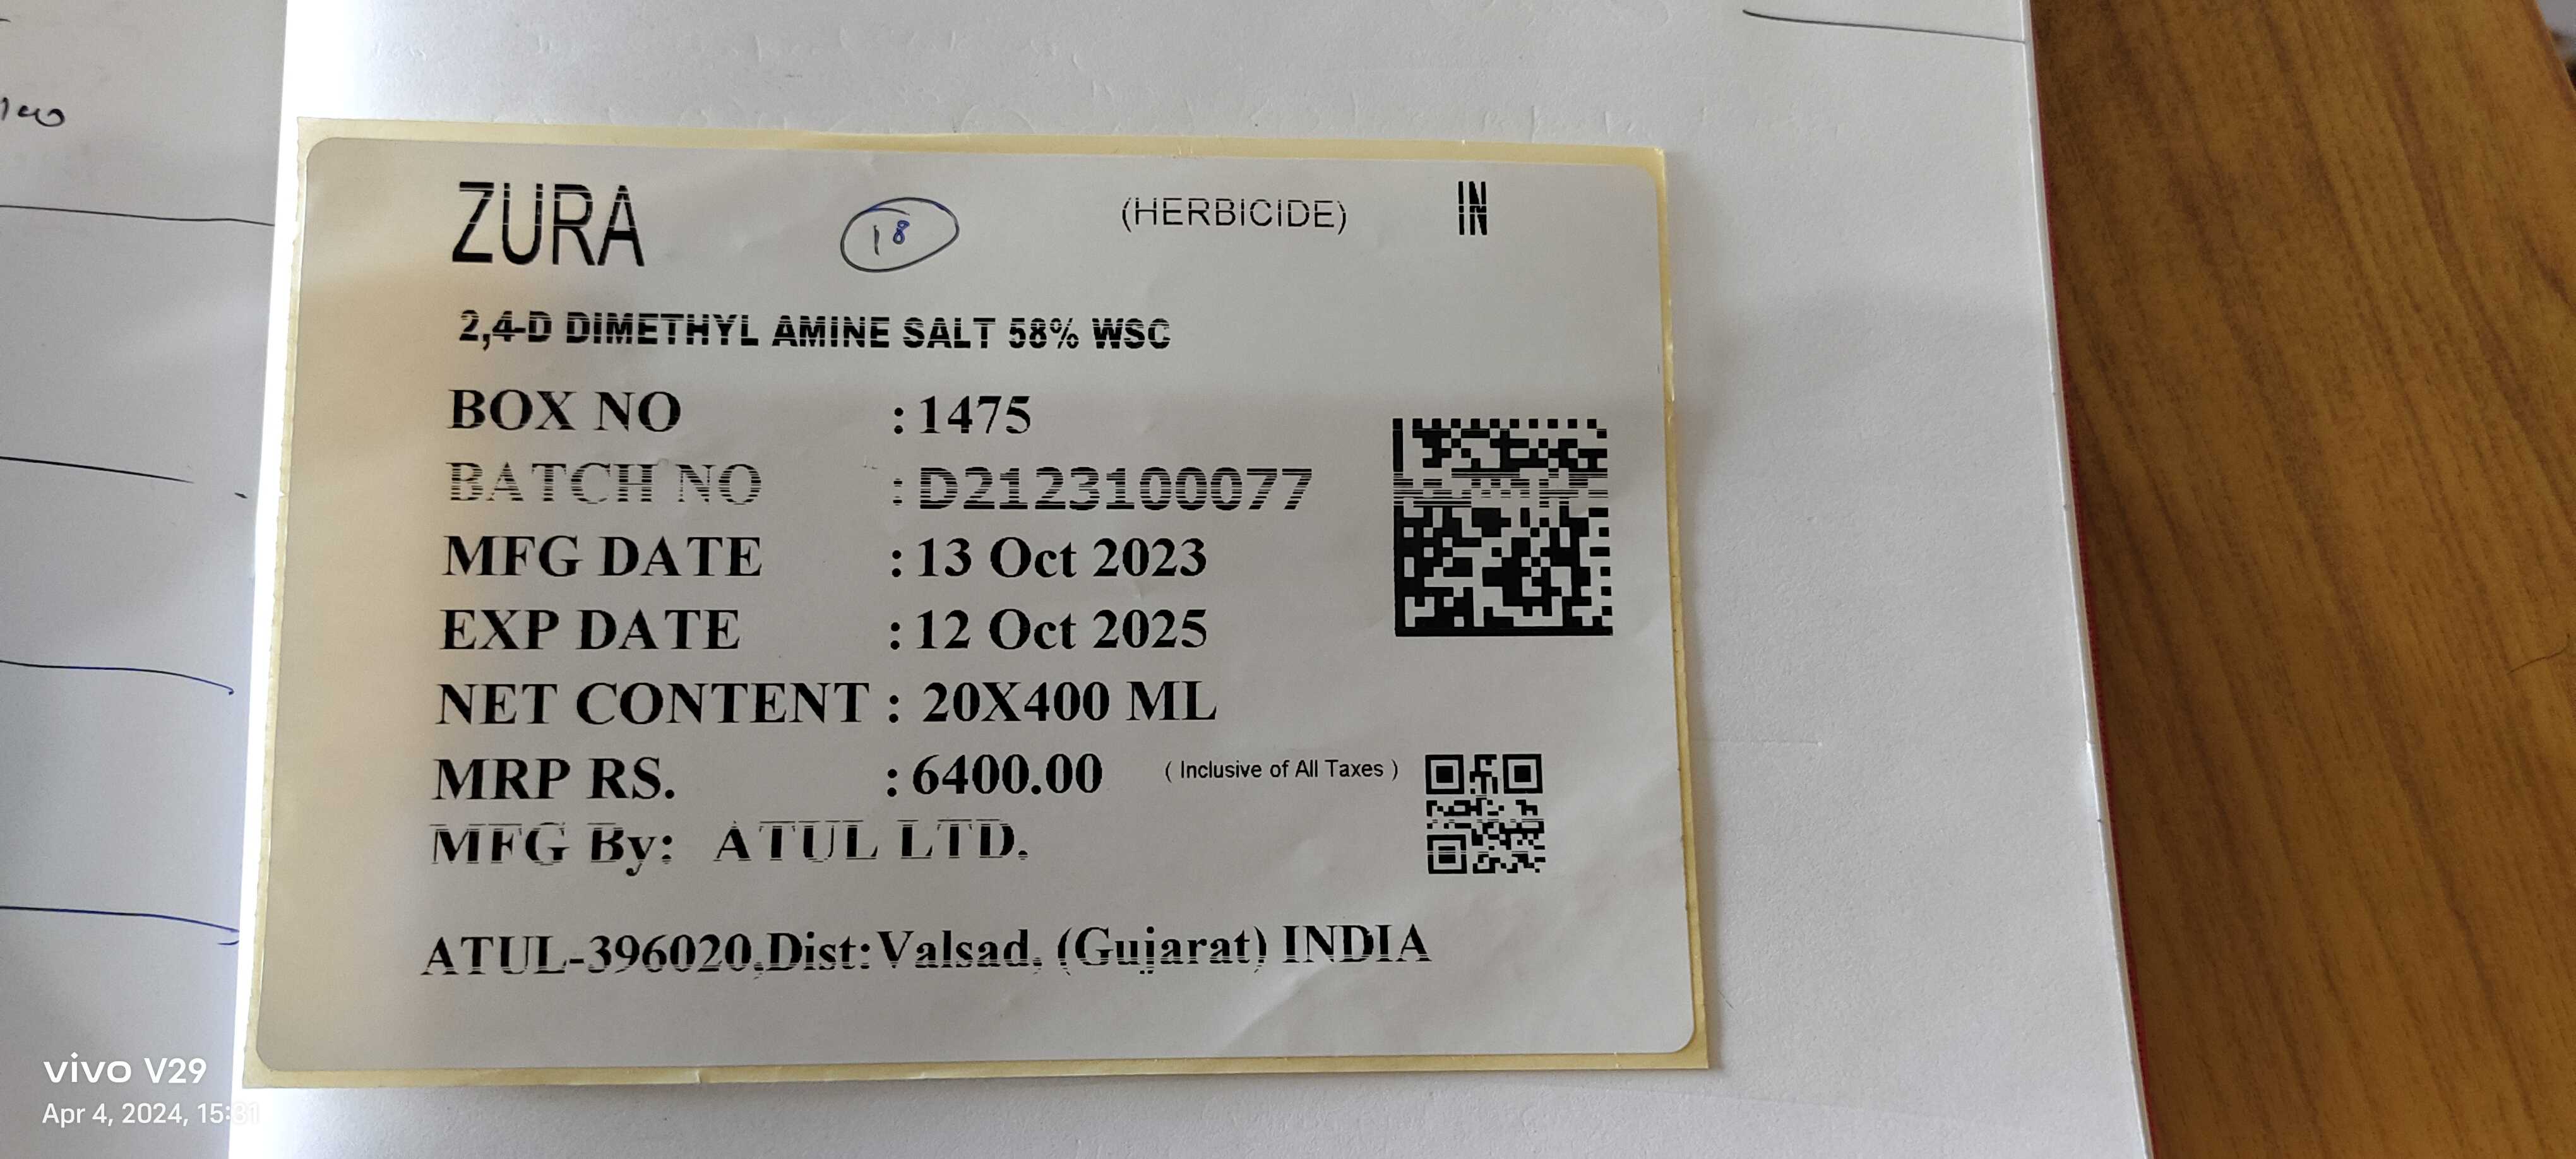 ZURA 18 (HERBICIDE) IN
2,4-D DIMETHYL AMINE SALT 58% WSC
BOX NO : 1475
BATCH NO : D2123100077
MFG DATE : 13 Oct 2023
EXP DATE : 12 Oct 2025
NET CONTENT : 20X400 ML
MRP RS. : 6400.00 ( Inclusive of All Taxes )
MFG By: ATUL LTD.
ATUL-396020,Dist:Valsad, (Gujarat) INDIA
vivo V29
Apr 4, 2024, 15:31